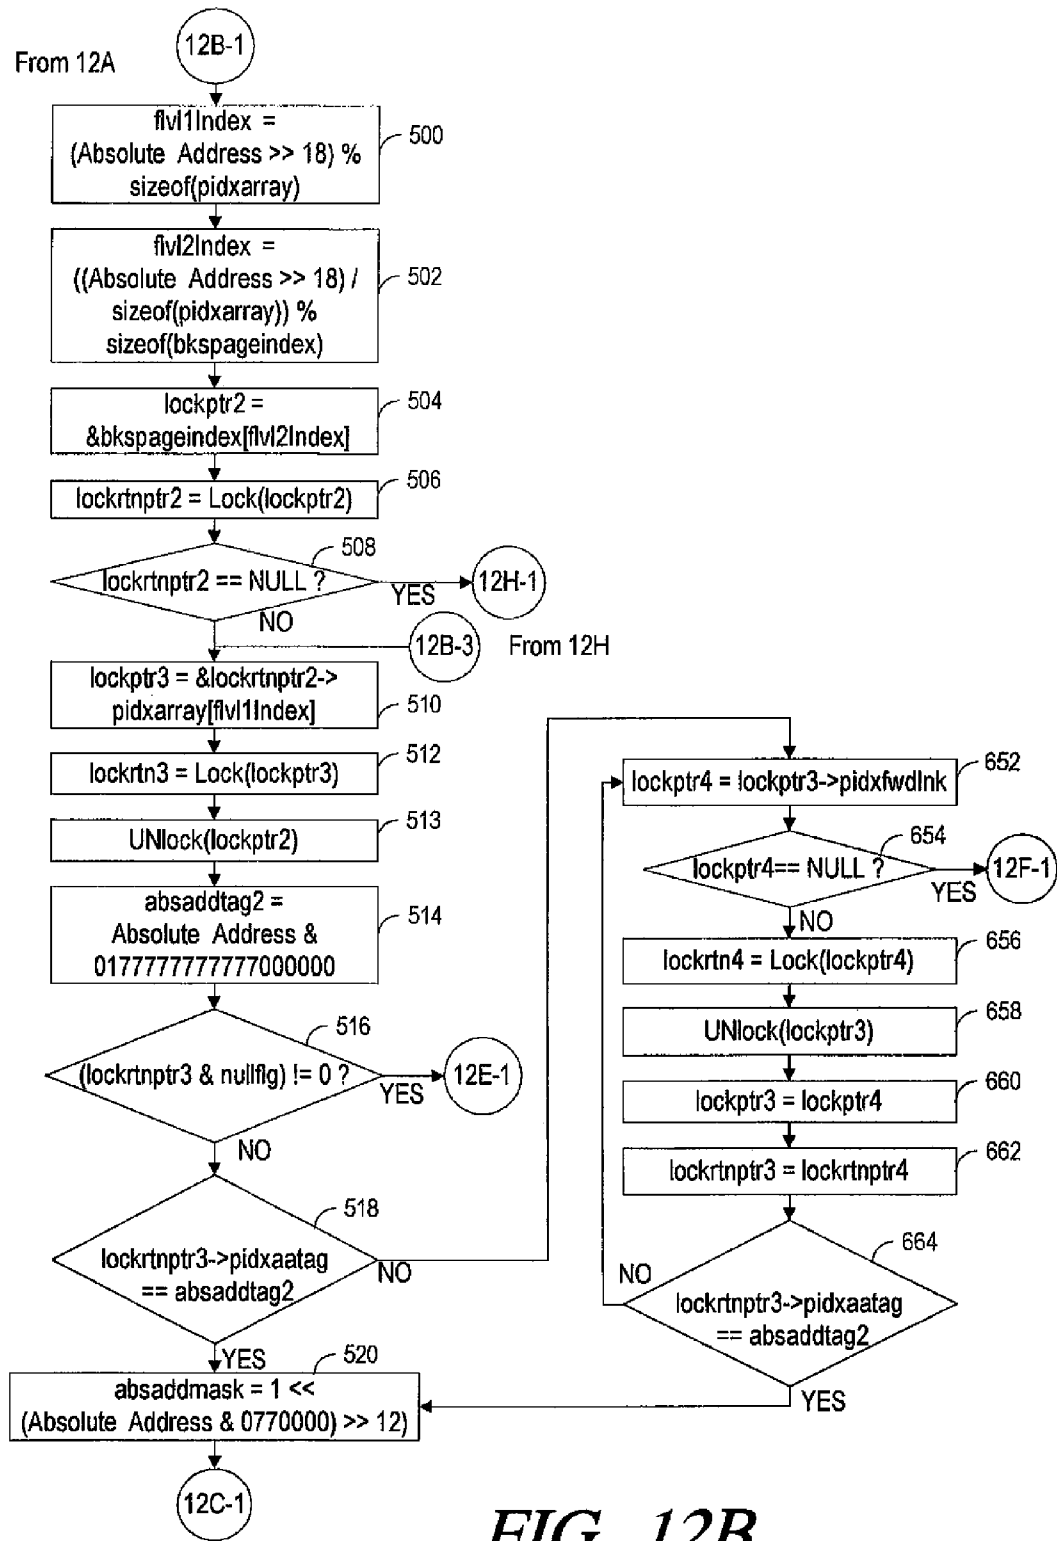 12B-1
From 12A
flvl1Index =
(Absolute Address >> 18) %
sizeof(pidxarray)
500
flvl2Index =
((Absolute Address >> 18) /
sizeof(pidxarray)) %
sizeof(bkspageindex)
502
lockptr2 =
&bkspageindex[flvl2Index]
504
lockrtnptr2 = Lock(lockptr2)
506
lockrtnptr2 == NULL ?
508
YES
12H-1
NO
12B-3
From 12H
lockptr3 = &lockrtnptr2->
pidxarray[flvl1Index]
510
lockrtn3 = Lock(lockptr3)
512
UNlock(lockptr2)
513
absaddtag2 =
Absolute Address &
0177777777777000000
514
(lockrtnptr3 & nullflg) != 0 ?
516
YES
12E-1
NO
lockrtnptr3->pidxaatag
== absaddtag2
518
NO
YES
absaddmask = 1 <<
(Absolute Address & 0770000) >> 12)
520
12C-1
lockptr4 = lockptr3->pidxfwdlnk
652
lockptr4== NULL ?
654
YES
12F-1
NO
lockrtn4 = Lock(lockptr4)
656
UNlock(lockptr3)
658
lockptr3 = lockptr4
660
lockrtnptr3 = lockrtnptr4
662
lockrtnptr3->pidxaatag
== absaddtag2
664
NO
YES
FIG. 12B